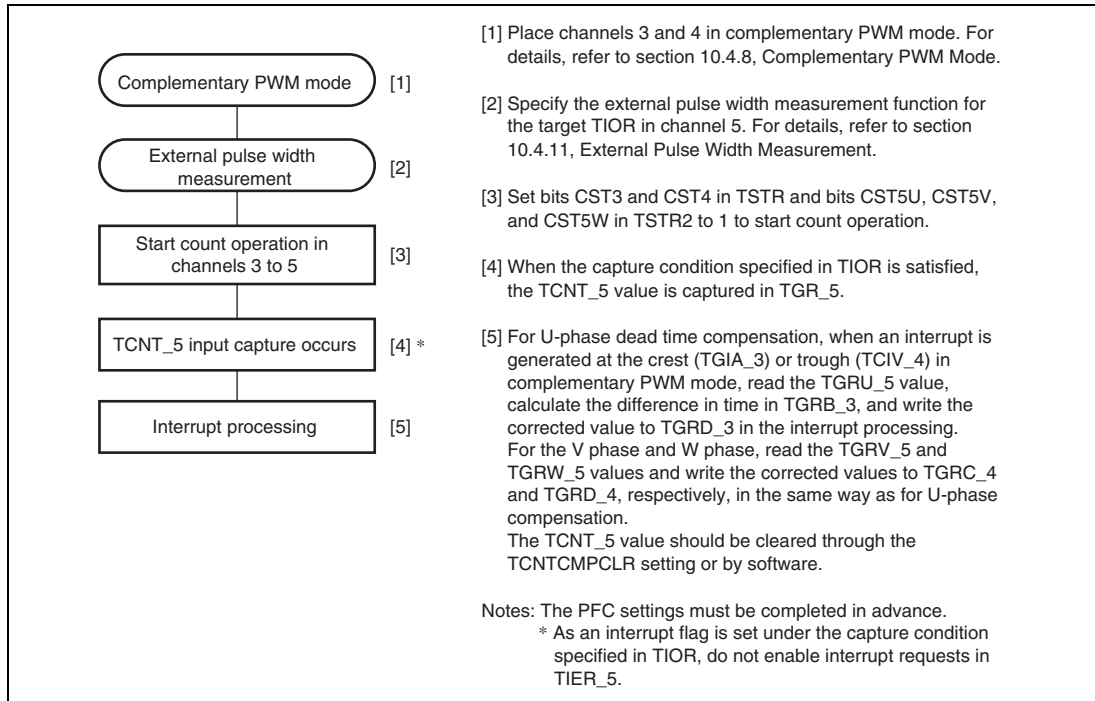 Complementary PWM mode [1]
External pulse width
measurement [2]
Start count operation in
channels 3 to 5 [3]
TCNT_5 input capture occurs [4] *
Interrupt processing [5]
[1] Place channels 3 and 4 in complementary PWM mode. For
details, refer to section 10.4.8, Complementary PWM Mode.
[2] Specify the external pulse width measurement function for
the target TIOR in channel 5. For details, refer to section
10.4.11, External Pulse Width Measurement.
[3] Set bits CST3 and CST4 in TSTR and bits CST5U, CST5V,
and CST5W in TSTR2 to 1 to start count operation.
[4] When the capture condition specified in TIOR is satisfied,
the TCNT_5 value is captured in TGR_5.
[5] For U-phase dead time compensation, when an interrupt is
generated at the crest (TGIA_3) or trough (TCIV_4) in
complementary PWM mode, read the TGRU_5 value,
calculate the difference in time in TGRB_3, and write the
corrected value to TGRD_3 in the interrupt processing.
For the V phase and W phase, read the TGRV_5 and
TGRW_5 values and write the corrected values to TGRC_4
and TGRD_4, respectively, in the same way as for U-phase
compensation.
The TCNT_5 value should be cleared through the
TCNTCMPCLR setting or by software.
Notes: The PFC settings must be completed in advance.
* As an interrupt flag is set under the capture condition
specified in TIOR, do not enable interrupt requests in
TIER_5.